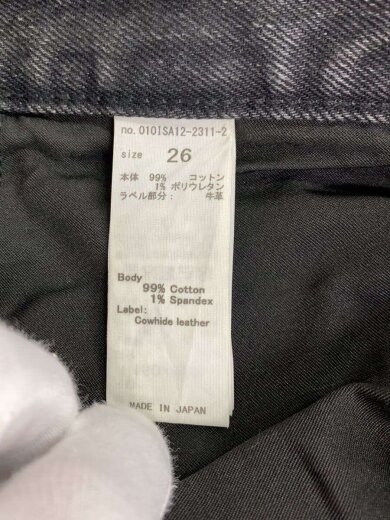 no. 010ISA12-2311-2
size 26
本体 99% コットン
1% ポリウレタン
ラベル部分: 牛革
Body
99% Cotton
1% Spandex
Label:
Cowhide leather
MADE IN JAPAN